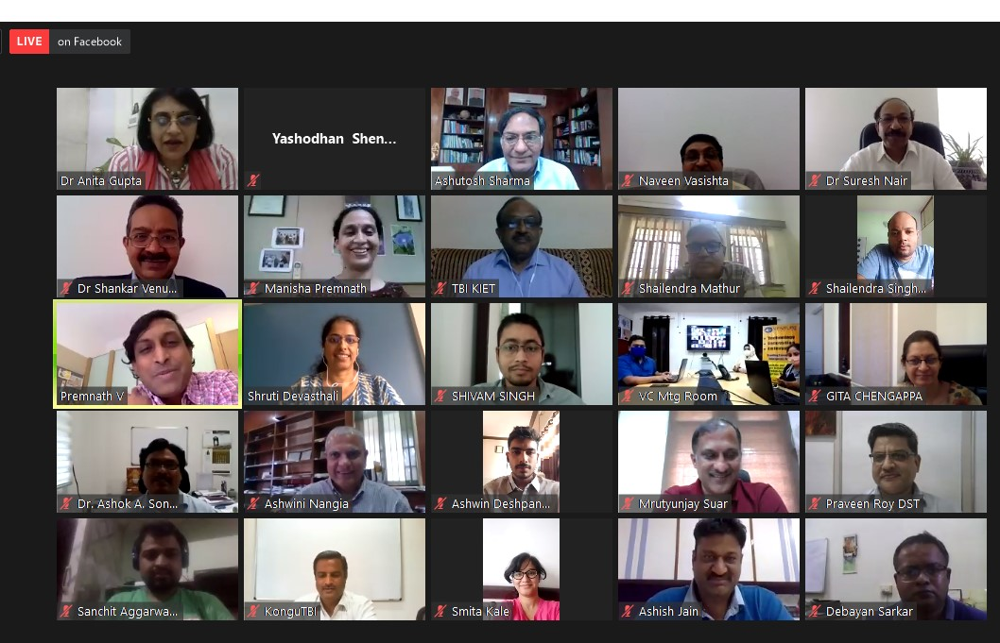 LIVE on Facebook
Dr Anita Gupta
Yashodhan Shen...
Ashutosh Sharma
Naveen Vasishta
Dr Suresh Nair
Dr Shankar Venu...
Manisha Premnath
TBI KIET
Shailendra Mathur
Shailendra Singh...
Premnath V
Shruti Devasthali
SHIVAM SINGH
VC Mtg Room
GITA CHENGAPPA
Dr. Ashok A. Son...
Ashwini Nangia
Ashwin Deshpan...
Mrutyunjay Suar
Praveen Roy DST
Sanchit Aggarwa...
KonguTBI
Smita Kale
Ashish Jain
Debayan Sarkar